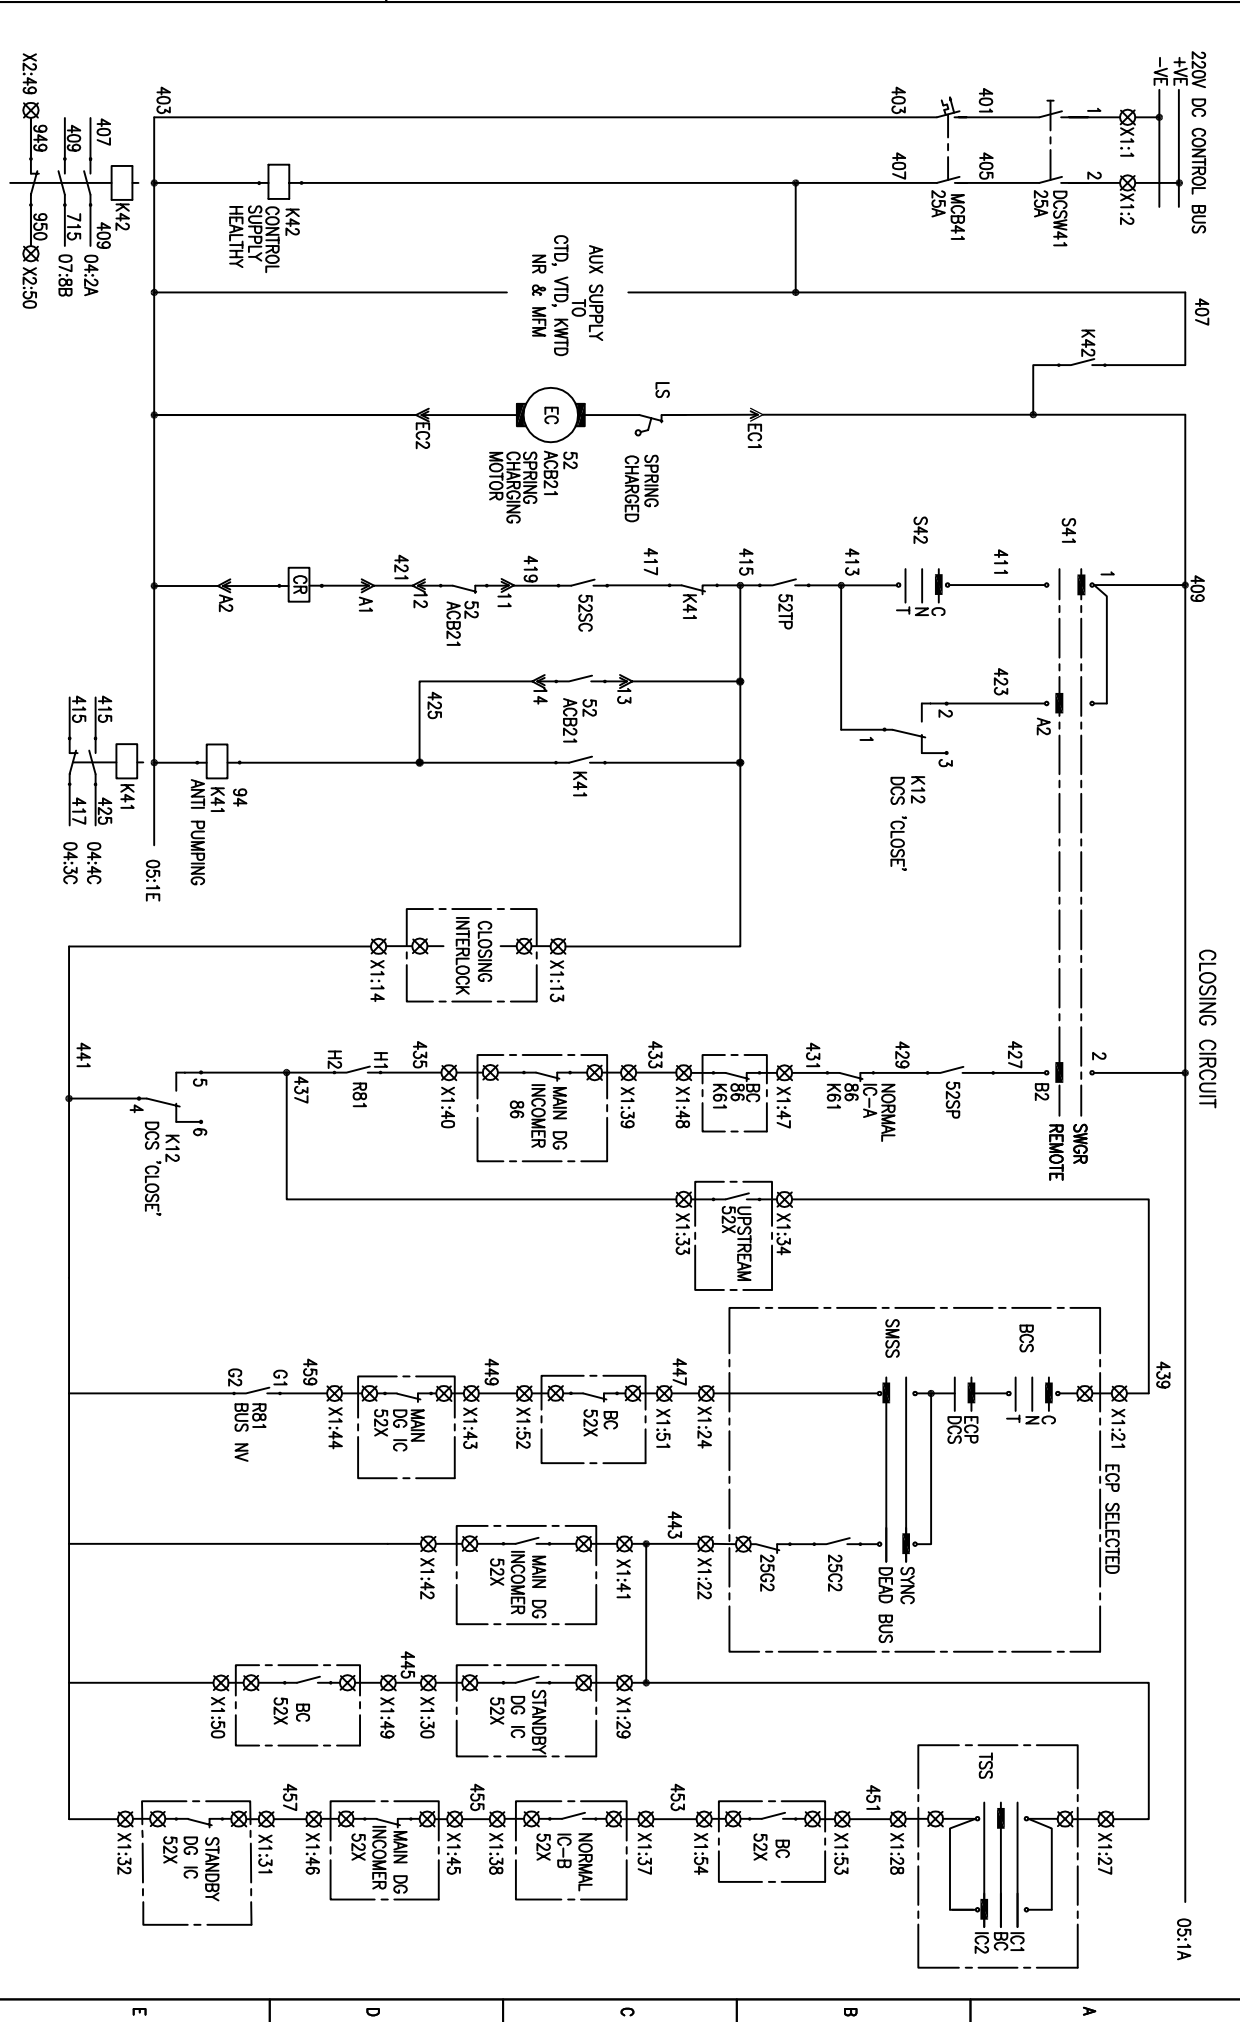 CLOSING CIRCUIT
220V DC CONTROL BUS
+VE
-VE
X1:1
X1:2
1
2
DCSW41
25A
401
405
MCB41
25A
403
407
403
407
K42
CONTROL
SUPPLY
HEALTHY
K42
407
409
04:2A
409
715
07:8B
X2:49
949
950
X2:50
AUX SUPPLY
TO
CTD, VTD, KWTD
NR & MFM
K42
LS
SPRING
CHARGED
EC1
EC
52
ACB21
SPRING
CHARGING
MOTOR
EC2
409
S41
1
411
S42
C
N
T
413
52TP
415
K41
417
52SC
419
11
52
ACB21
12
421
A1
CR
A2
A2
423
2
3
1
K12
DCS 'CLOSE'
13
52
ACB21
14
425
K41
94
K41
ANTI PUMPING
K41
415
425
04:4C
415
417
04:3C
05:1E
X1:13
CLOSING
INTERLOCK
X1:14
441
2
B2
SWGR
REMOTE
427
52SP
429
NORMAL
IC-A
86
K61
431
X1:47
BC
86
K61
X1:48
433
X1:39
MAIN DG
INCOMER
86
X1:40
435
H1
R81
H2
437
5
6
4
K12
DCS 'CLOSE'
X1:34
UPSTREAM
52X
X1:33
439
X1:21
ECP SELECTED
BCS
C
N
T
ECP
DCS
SMSS
SYNC
DEAD BUS
25C2
25G2
X1:24
447
X1:51
BC
52X
X1:52
449
X1:43
MAIN
DG IC
52X
X1:44
459
G1
R81
BUS NV
G2
X1:22
443
X1:41
MAIN DG
INCOMER
52X
X1:42
X1:29
STANDBY
DG IC
52X
X1:30
445
X1:49
BC
52X
X1:50
X1:27
TSS
IC1
BC
IC2
X1:28
451
X1:53
BC
52X
X1:54
453
X1:37
NORMAL
IC-B
52X
X1:38
455
X1:45
MAIN DG
INCOMER
52X
X1:46
457
X1:31
STANDBY
DG IC
52X
X1:32
05:1A
A
B
C
D
E